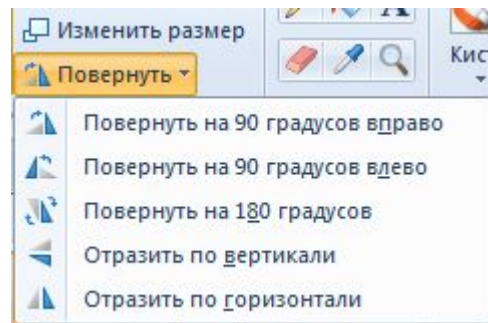 Изменить размер
A
Повернуть
Повернуть на 90 градусов вправо
Повернуть на 90 градусов влево
Повернуть на 180 градусов
Отразить по вертикали
Отразить по горизонтали